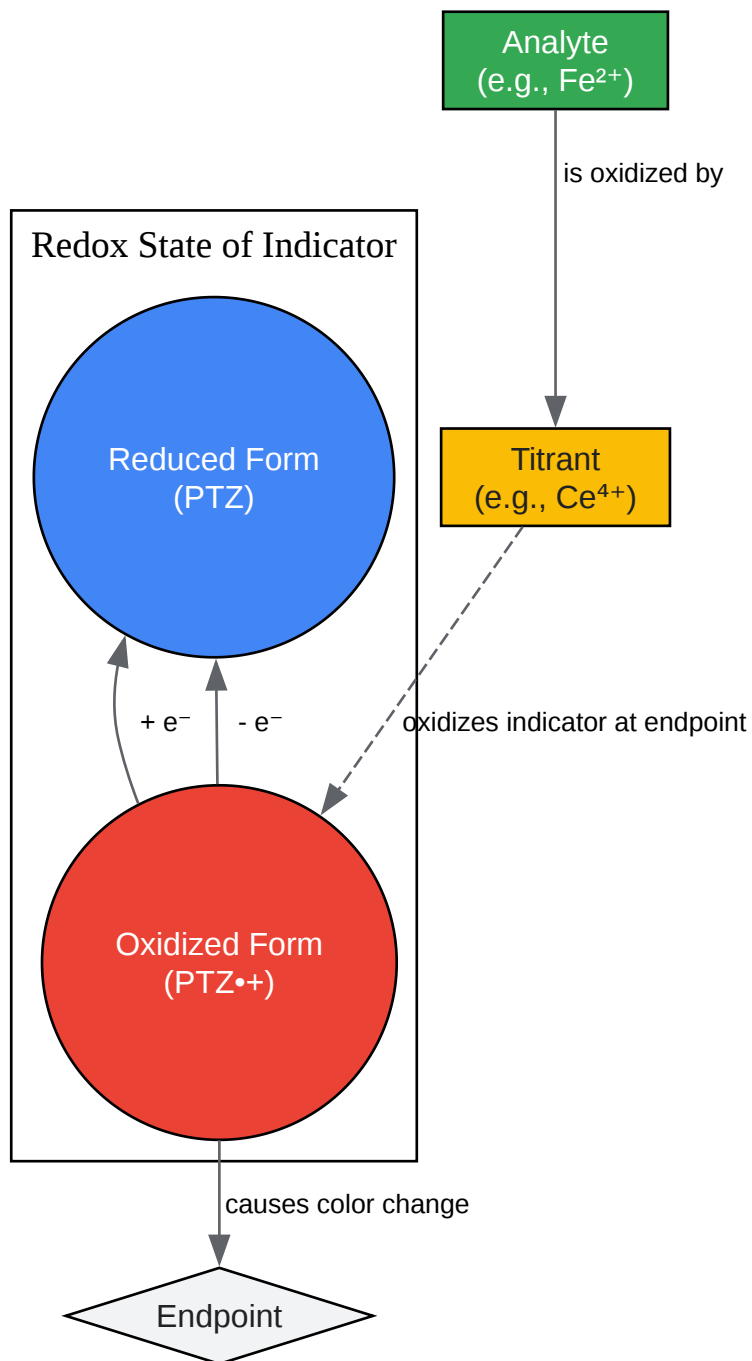 Analyte
(e.g., Fe²⁺)
is oxidized by
Redox State of Indicator
Reduced Form
(PTZ)
Titrant
(e.g., Ce⁴⁺)
+ e⁻
- e⁻
oxidizes indicator at endpoint
Oxidized Form
(PTZ•+)
causes color change
Endpoint